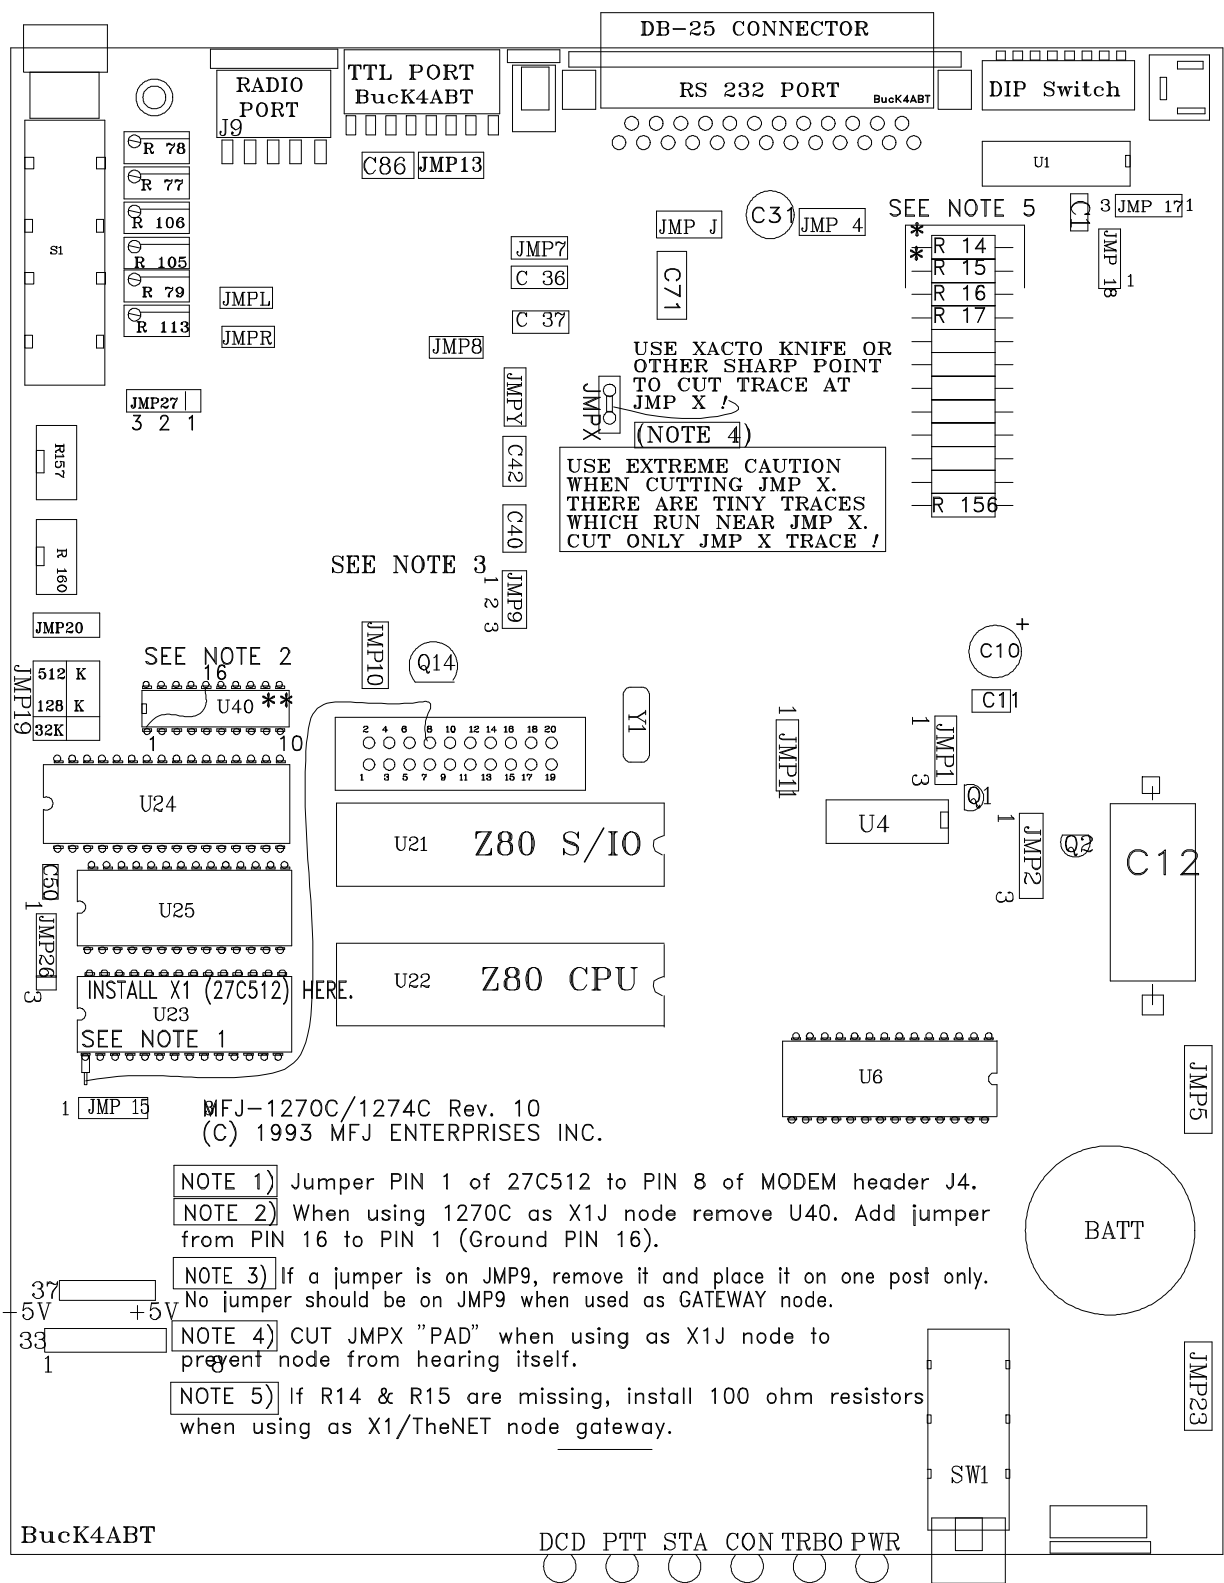 DB-25 CONNECTOR
RS 232 PORT
BucK4ABT
RADIO
PORT
J9
TTL PORT
BucK4ABT
DIP Switch
C86
JMP13
U1
R 78
R 77
R 106
R 105
R 79
R 113
S1
JMPL
JMPR
JMP27
3 2 1
JMP7
C 36
C 37
JMP8
JMP J
C31
JMP 4
C71
SEE NOTE 5
*
*
R 14
R 15
R 16
R 17
R 156
C1
3 JMP 17 1
JMP 18
1
USE XACTO KNIFE OR
OTHER SHARP POINT
TO CUT TRACE AT
JMP X !
(NOTE 4)
JMPX
JMPY
C42
C40
USE EXTREME CAUTION
WHEN CUTTING JMP X.
THERE ARE TINY TRACES
WHICH RUN NEAR JMP X.
CUT ONLY JMP X TRACE !
R157
R 160
SEE NOTE 3
1 2 3
JMP9
JMP20
JMP19
512 K
128 K
32K
SEE NOTE 2
16
U40 **
1 10
JMP10
Q14
+
C10
C11
2 4 6 8 10 12 14 16 18 20
1 3 5 7 9 11 13 15 17 19
Y1
1
JMP11
1
JMP1
3
Q1
U24
U21 Z80 S/IO
U4
1
JMP2
3
Q2
C12
C50
U25
1
JMP26
3
U22 Z80 CPU
INSTALL X1 (27C512) HERE.
U23
SEE NOTE 1
U6
JMP5
1 JMP 15
MFJ-1270C/1274C Rev. 10
(C) 1993 MFJ ENTERPRISES INC.
NOTE 1) Jumper PIN 1 of 27C512 to PIN 8 of MODEM header J4.
NOTE 2) When using 1270C as X1J node remove U40. Add jumper
from PIN 16 to PIN 1 (Ground PIN 16).
BATT
NOTE 3) If a jumper is on JMP9, remove it and place it on one post only.
No jumper should be on JMP9 when used as GATEWAY node.
37
-5V +5V
33
1 8
NOTE 4) CUT JMPX "PAD" when using as X1J node to
prevent node from hearing itself.
NOTE 5) If R14 & R15 are missing, install 100 ohm resistors
when using as X1/TheNET node gateway.
JMP23
SW1
BucK4ABT
DCD PTT STA CON TRBO PWR